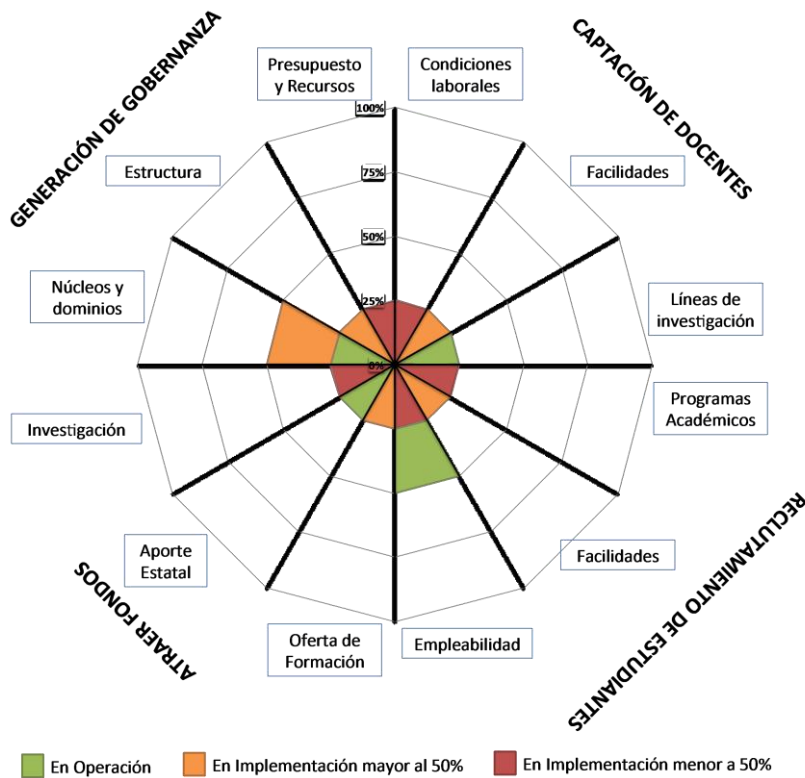 GENERACIÓN DE GOBERNANZA
CAPTACIÓN DE DOCENTES
Presupuesto
y Recursos
Condiciones
laborales
100%
Estructura
Facilidades
75%
50%
Núcleos y
dominios
25%
Líneas de
investigación
0%
Investigación
Programas
Académicos
Aporte
Estatal
Facilidades
ATRAER FONDOS
RECLUTAMIENTO DE ESTUDIANTES
Oferta de
Formación
Empleabilidad
En Operación
En Implementación mayor al 50%
En Implementación menor a 50%